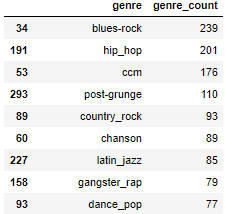 genre genre_count
34 blues-rock 239
191 hip_hop 201
53 ccm 176
293 post-grunge 110
89 country_rock 93
60 chanson 89
227 latin_jazz 85
158 gangster_rap 79
93 dance_pop 77